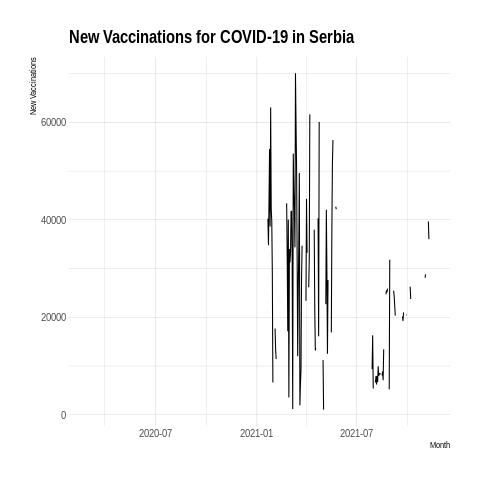 New Vaccinations for COVID-19 in Serbia
New Vaccinations
60000
40000
20000
0
2020-07
2021-01
2021-07
Month